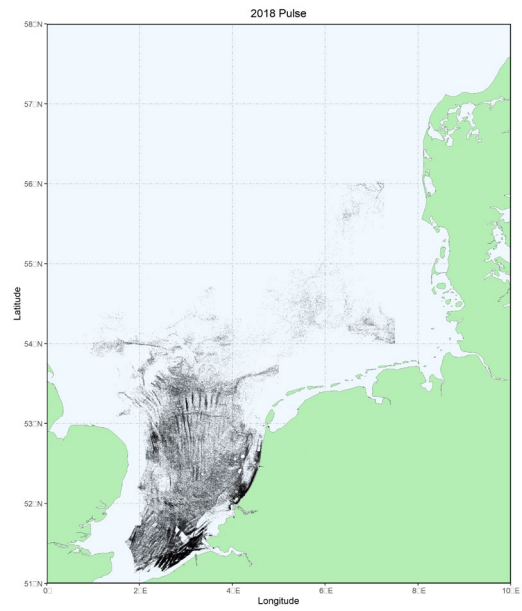 2018 Pulse
58□N
57□N
56□N
55□N
54□N
53□N
52□N
51□N
Latitude
0□
2□E
4□E
6□E
8□E
10□E
Longitude